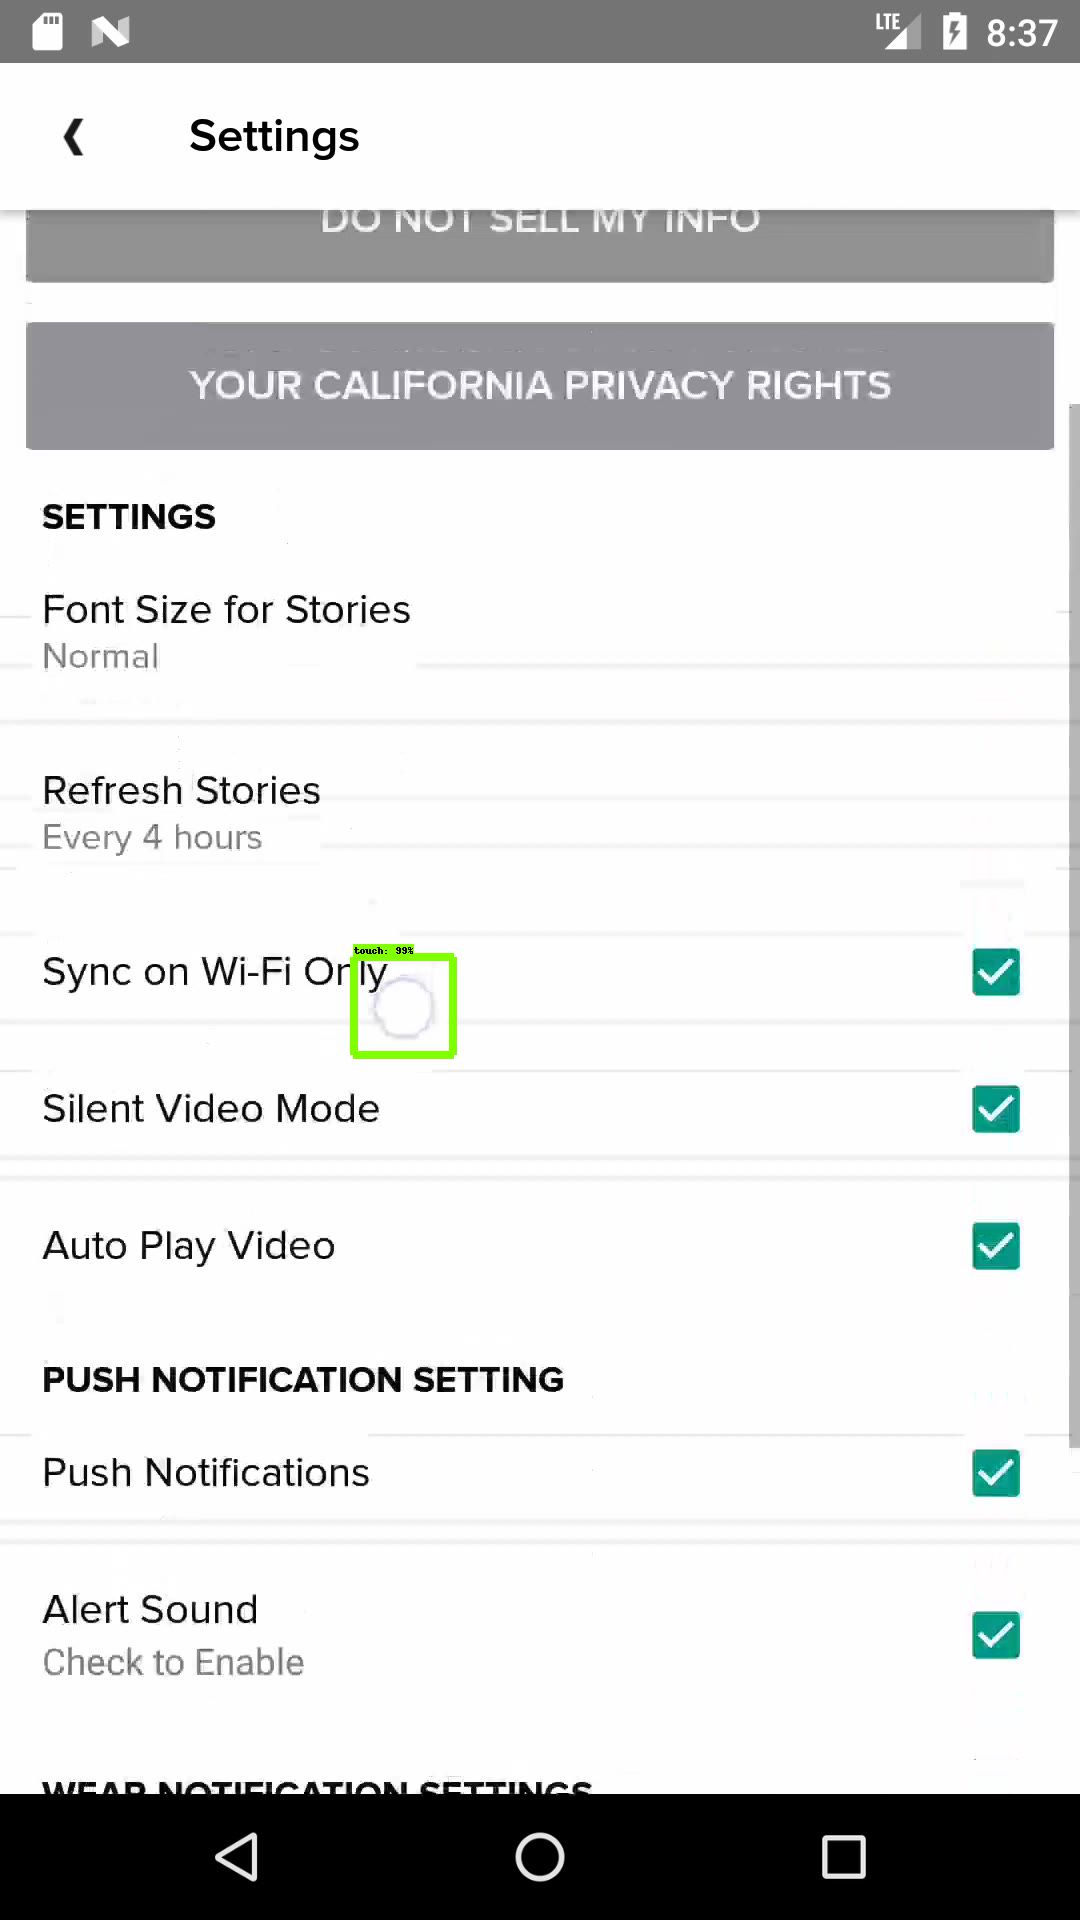 LTE 8:37
Settings
DO NOT SELL MY INFO
YOUR CALIFORNIA PRIVACY RIGHTS
SETTINGS
Font Size for Stories
Normal
Refresh Stories
Every 4 hours
touch: 99%
Sync on Wi-Fi Only
Silent Video Mode
Auto Play Video
PUSH NOTIFICATION SETTING
Push Notifications
Alert Sound
Check to Enable
WEAR NOTIFICATION SETTINGS